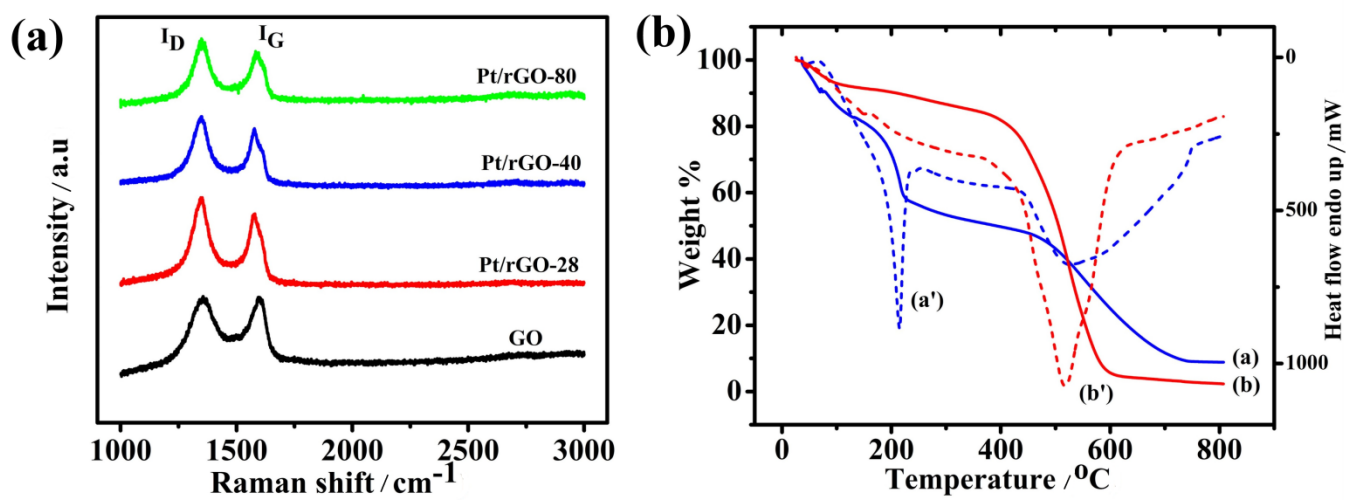 (a)
I_D
I_G
Pt/rGO-80
Pt/rGO-40
Pt/rGO-28
GO
Intensity / a.u
1000 1500 2000 2500 3000
Raman shift / cm-1
(b)
100
80
60
40
20
0
Weight %
0
500
1000
Heat flow endo up / mW
(a')
(b')
(a)
(b)
0 200 400 600 800
Temperature / oC